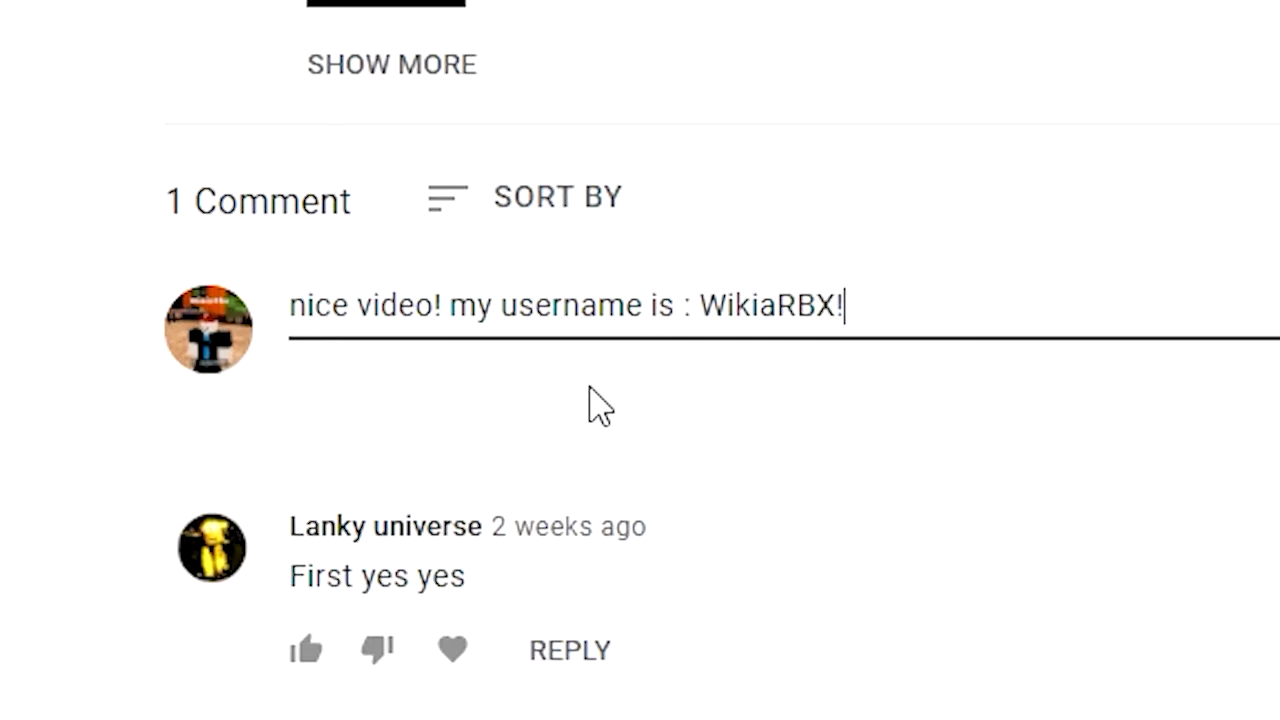 SHOW MORE
1 Comment
SORT BY
nice video! my username is : WikiaRBX!
Lanky universe 2 weeks ago
First yes yes
REPLY